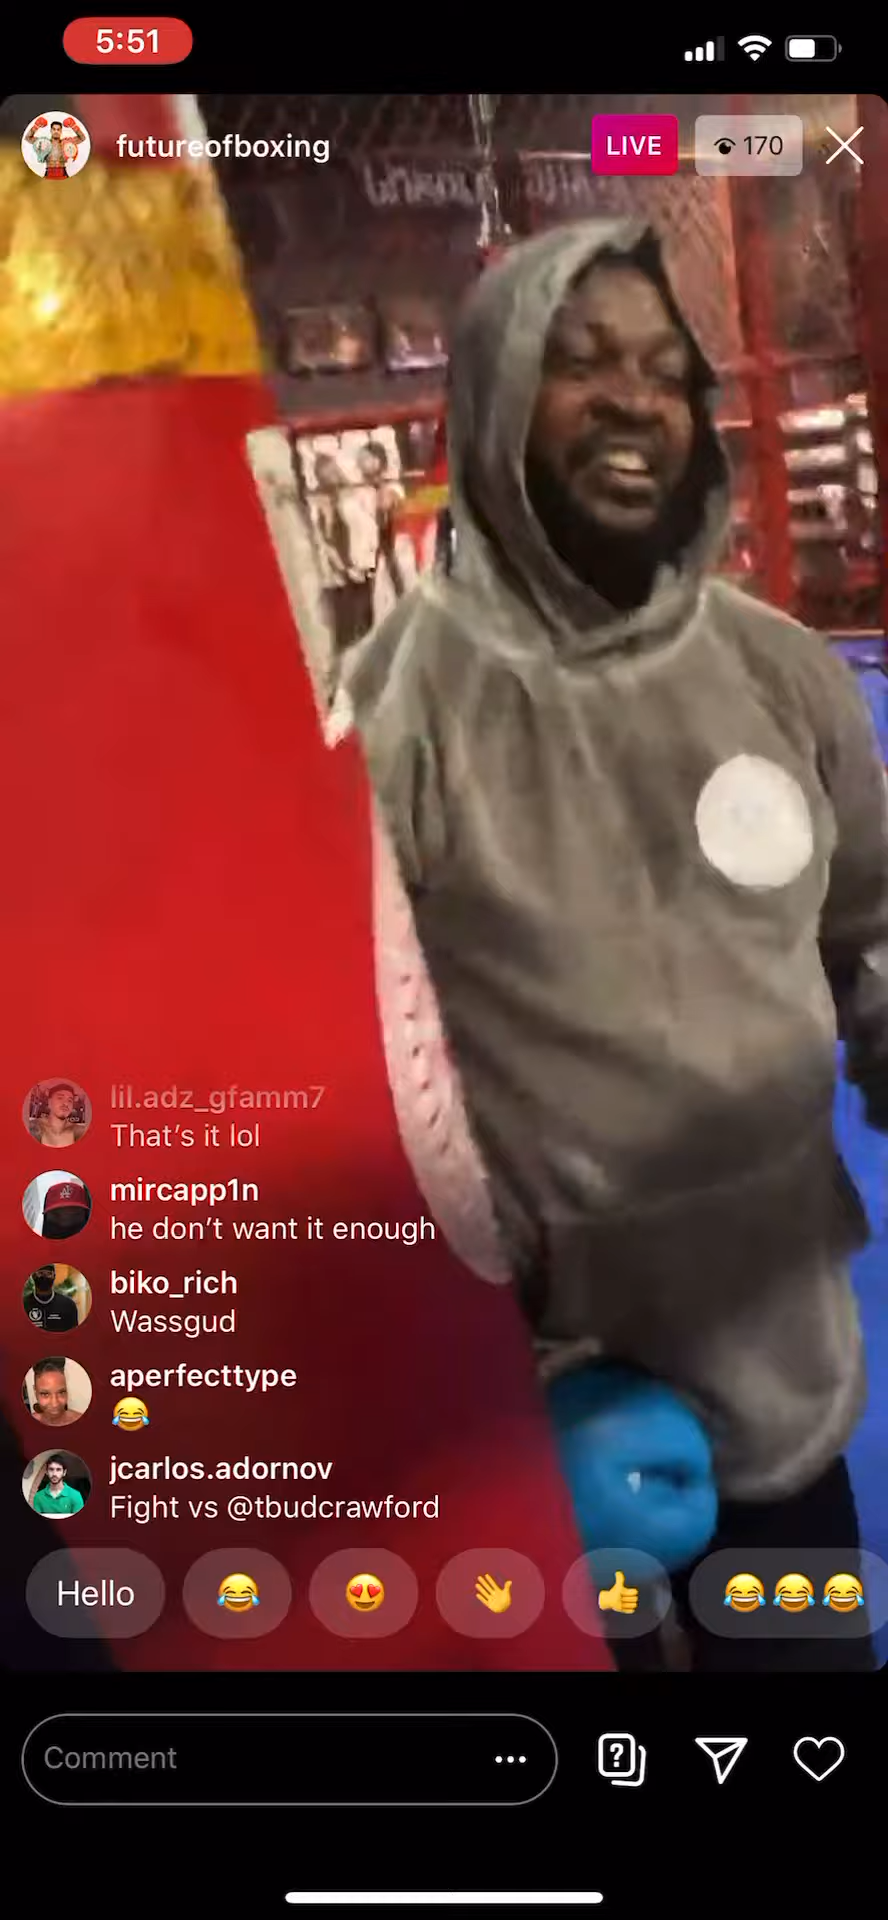 5:51
futureofboxing
LIVE
170
lil.adz_gfamm7
That’s it lol
mircapp1n
he don’t want it enough
biko_rich
Wassgud
aperfecttype
😂
jcarlos.adornov
Fight vs @tbudcrawford
Hello 😂 😍 👋 👍 😂😂😂
Comment